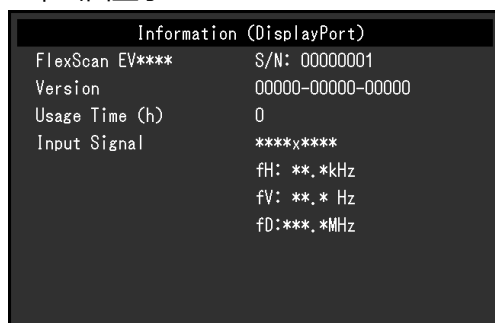 Information (DisplayPort)
FlexScan EV**** S/N: 00000001
Version 00000-00000-00000
Usage Time (h) 0
Input Signal ****x****
fH: **.*kHz
fV: **.* Hz
fD:***.*MHz